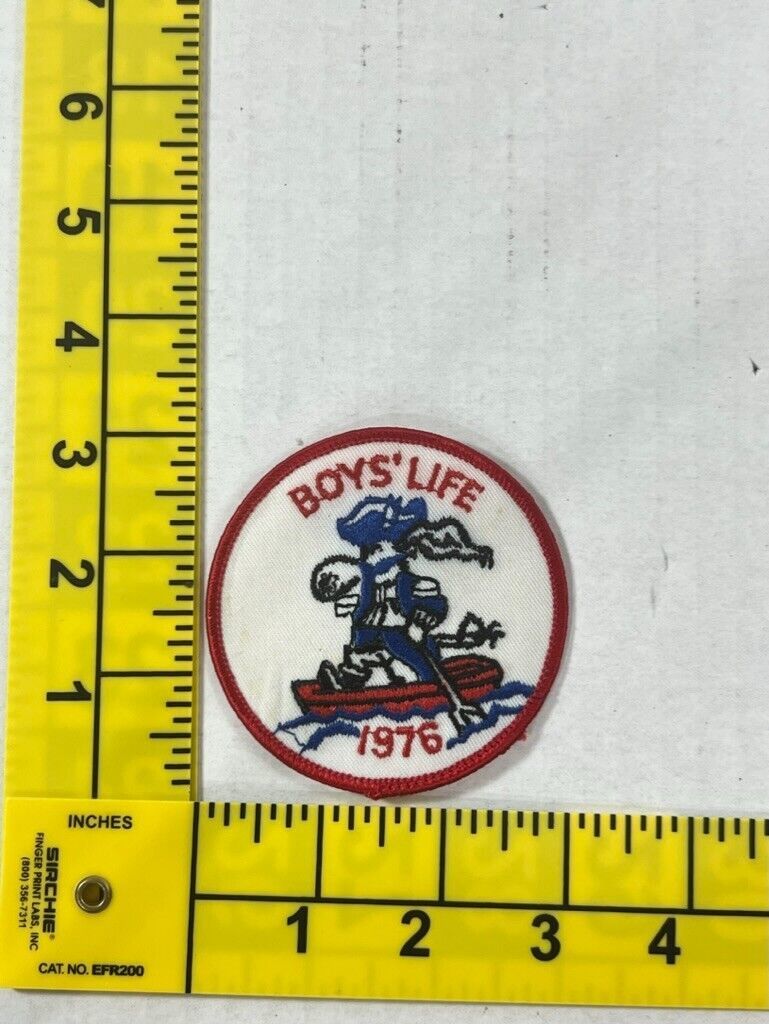 BOYS' LIFE
1976
6
5
4
3
2
1
INCHES
SIRCHIE®
FINGER PRINT LABS, INC
(800) 356-7311
CAT. NO. EFR200
1 2 3 4